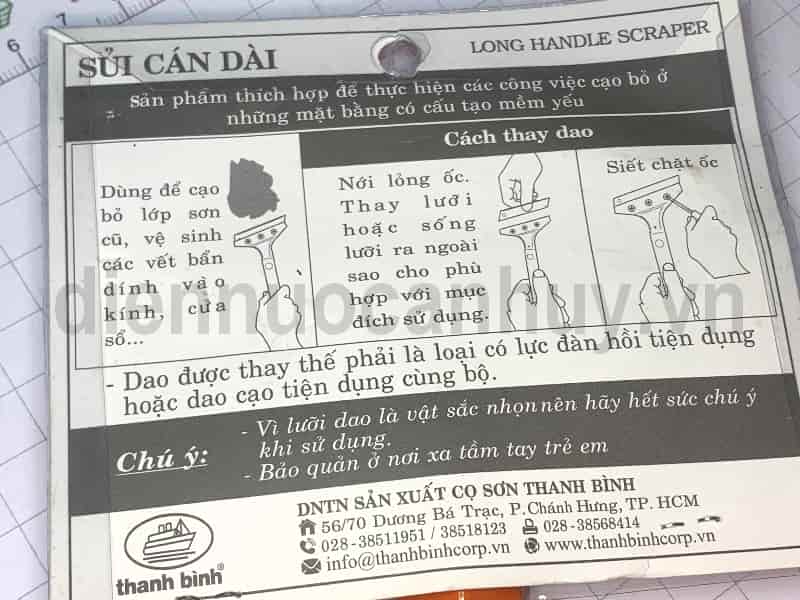 6
7
SỦI CÁN DÀI
LONG HANDLE SCRAPER
Sản phẩm thích hợp để thực hiện các công việc cạo bỏ ở
những mặt bằng có cấu tạo mềm yếu
Dùng để cạo
bỏ lớp sơn
cũ, vệ sinh
các vết bẩn
dính vào
kính, cửa
sổ...
Cách thay dao
Nới lỏng ốc.
Thay lưỡi
hoặc sống
lưỡi ra ngoài
sao cho phù
hợp với mục
đích sử dụng.
Siết chặt ốc
diennuocanhuy.vn
- Dao được thay thế phải là loại có lực đàn hồi tiện dụng
hoặc dao cạo tiện dụng cùng bộ.
Chú ý:
- Vì lưỡi dao là vật sắc nhọn nên hãy hết sức chú ý
khi sử dụng.
- Bảo quản ở nơi xa tầm tay trẻ em
thanh bình®
DNTN SẢN XUẤT CỌ SƠN THANH BÌNH
56/70 Dương Bá Trạc, P.Chánh Hưng, TP. HCM
028-38511951 / 38518123 028-38568414
info@thanhbinhcorp.vn www.thanhbinhcorp.vn